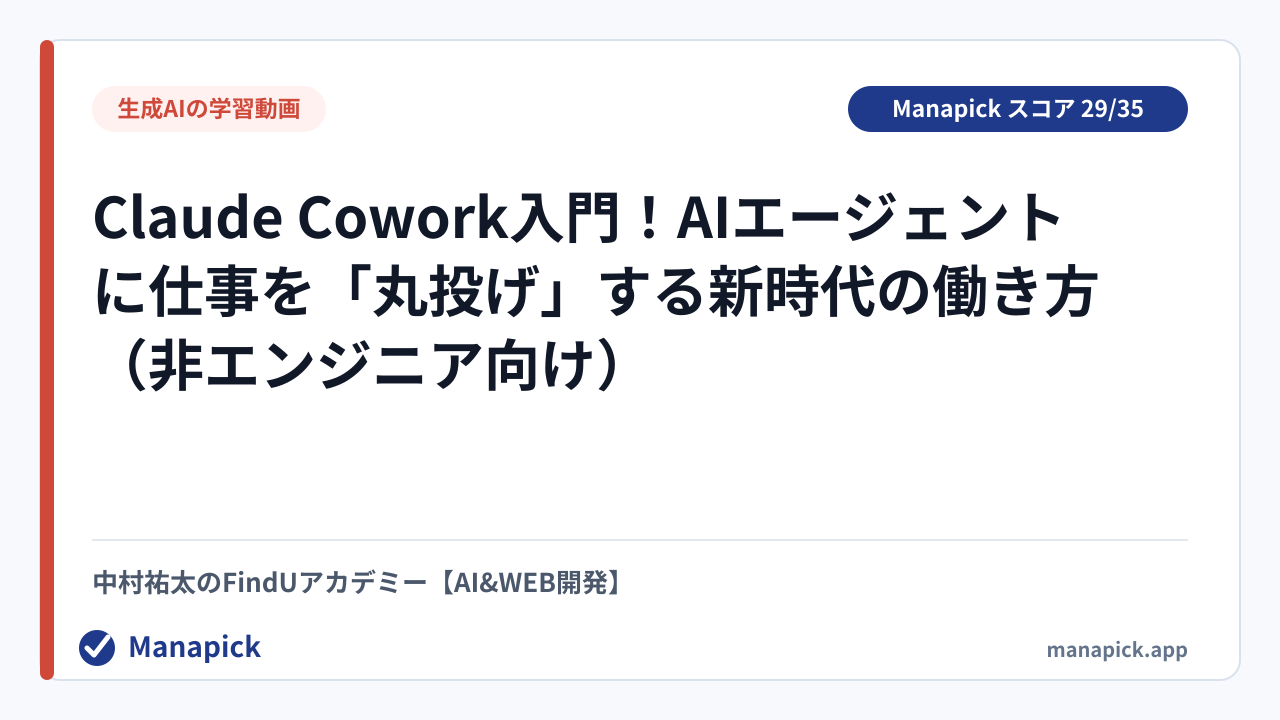 生成AIの学習動画
Manapick スコア 29/35
Claude Cowork入門！AIエージェント
に仕事を「丸投げ」する新時代の働き方
（非エンジニア向け）
中村祐太のFindUアカデミー【AI&WEB開発】
Manapick
manapick.app